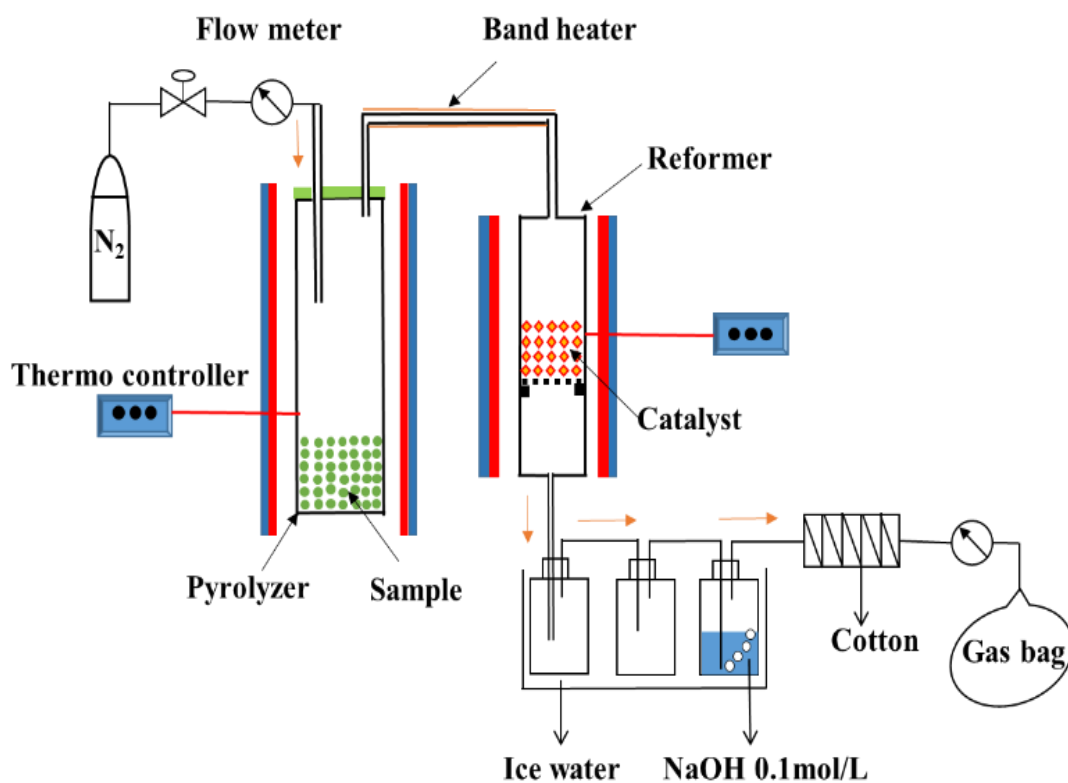 Flow meter
Band heater
Reformer
N₂
Thermo controller
Catalyst
Pyrolyzer
Sample
Cotton
Gas bag
Ice water
NaOH 0.1mol/L